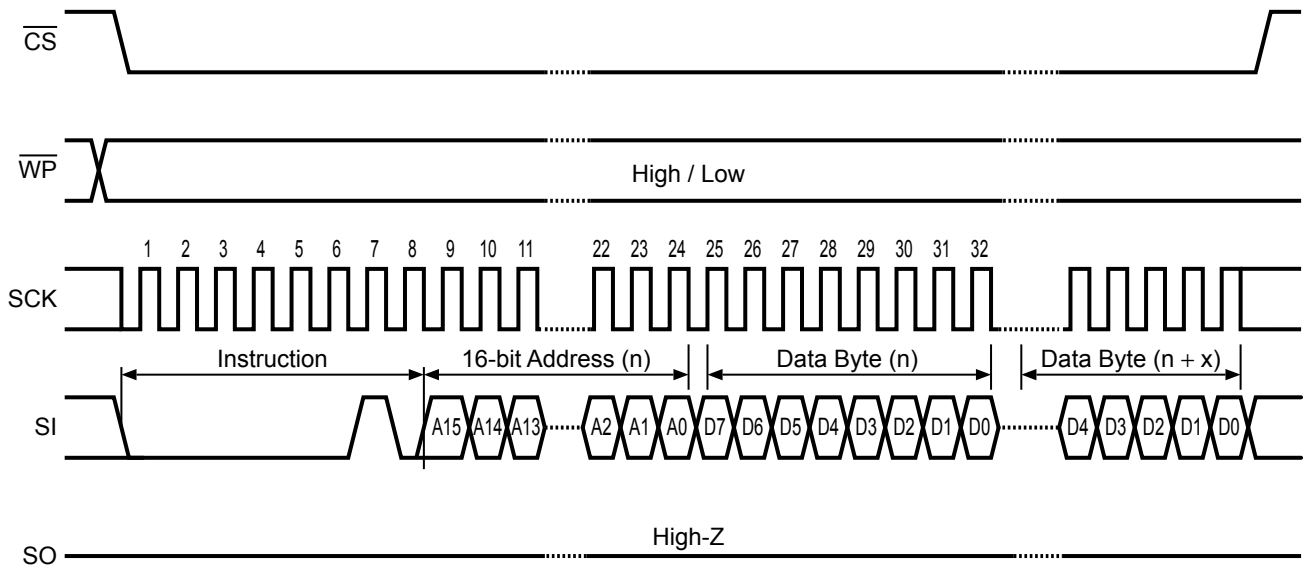 CS
WP
High / Low
1 2 3 4 5 6 7 8 9 10 11 22 23 24 25 26 27 28 29 30 31 32
SCK
Instruction 16-bit Address (n) Data Byte (n) Data Byte (n + x)
SI A15 A14 A13 A2 A1 A0 D7 D6 D5 D4 D3 D2 D1 D0 D4 D3 D2 D1 D0
High-Z
SO